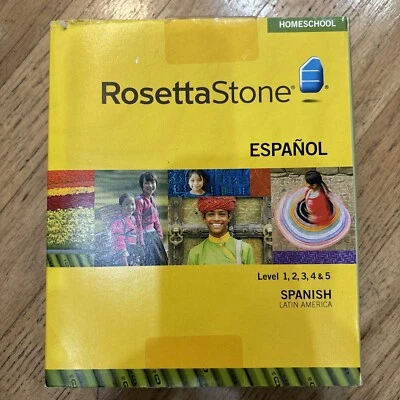 HOMESCHOOL
RosettaStone
ESPAÑOL
Level 1, 2, 3, 4 & 5
SPANISH
LATIN AMERICA